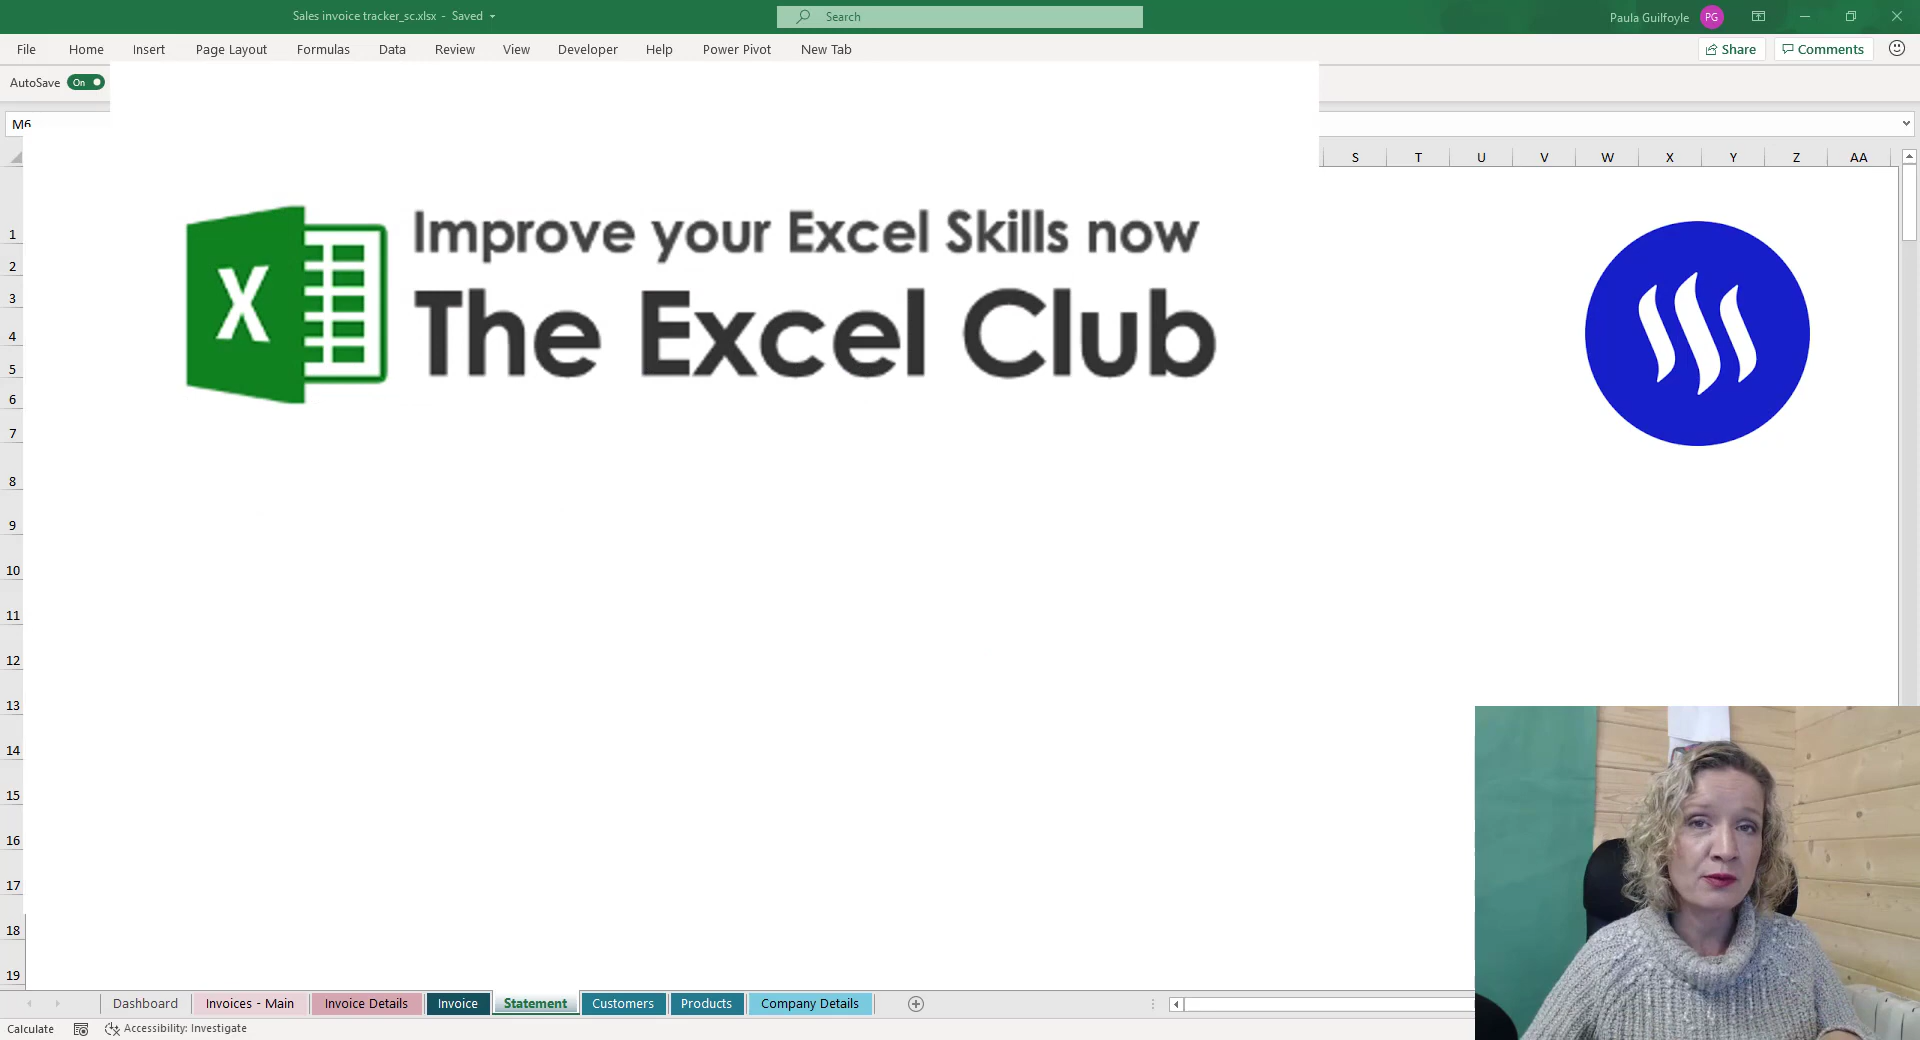 Sales invoice tracker_sc.xlsx - Saved
Search
Paula Guilfoyle PG
File Home Insert Page Layout Formulas Data Review View Developer Help Power Pivot New Tab
Share Comments
AutoSave On
M6
S T U V W X Y Z AA
Improve your Excel Skills now
The Excel Club
X
1
2
3
4
5
6
7
8
9
10
11
12
13
14
15
16
17
18
19
Dashboard Invoices - Main Invoice Details Invoice Statement Customers Products Company Details
Calculate Accessibility: Investigate